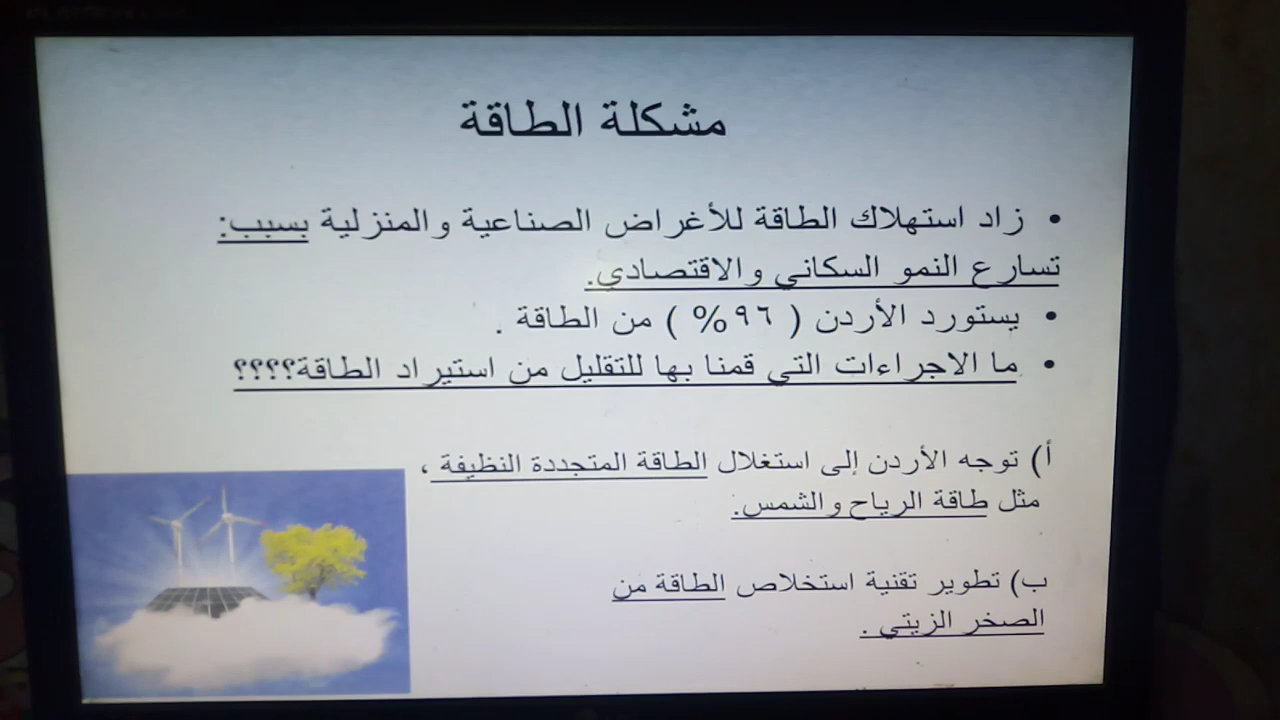 مشكلة الطاقة
• زاد استهلاك الطاقة للأغراض الصناعية والمنزلية بسبب:
تسارع النمو السكاني والاقتصادي.
• يستورد الأردن ( ٩٦% ) من الطاقة .
• ما الاجراءات التي قمنا بها للتقليل من استيراد الطاقة؟؟؟؟
أ) توجه الأردن إلى استغلال الطاقة المتجددة النظيفة ،
مثل طاقة الرياح والشمس.
ب) تطوير تقنية استخلاص الطاقة من
الصخر الزيتي .